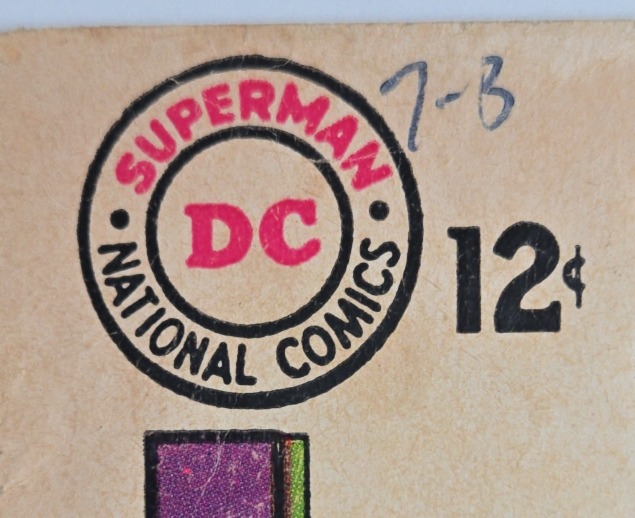 7-B
SUPERMAN
DC
NATIONAL COMICS
12¢